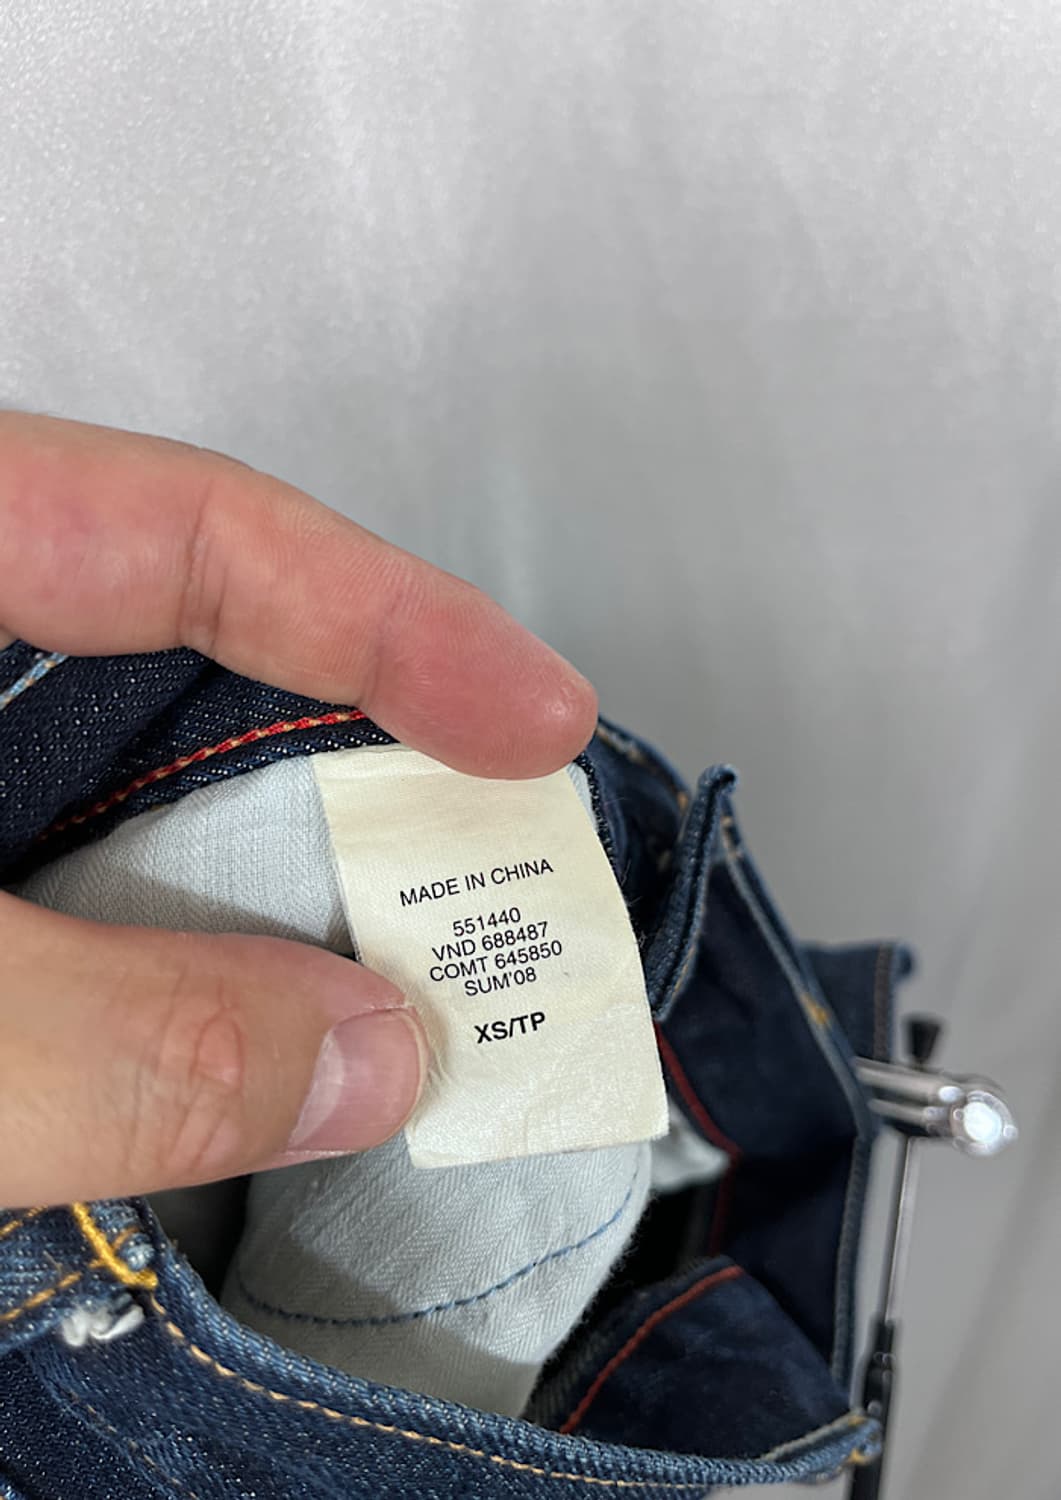 MADE IN CHINA
551440
VND 688487
COMT 645850
SUM'08
XS/TP